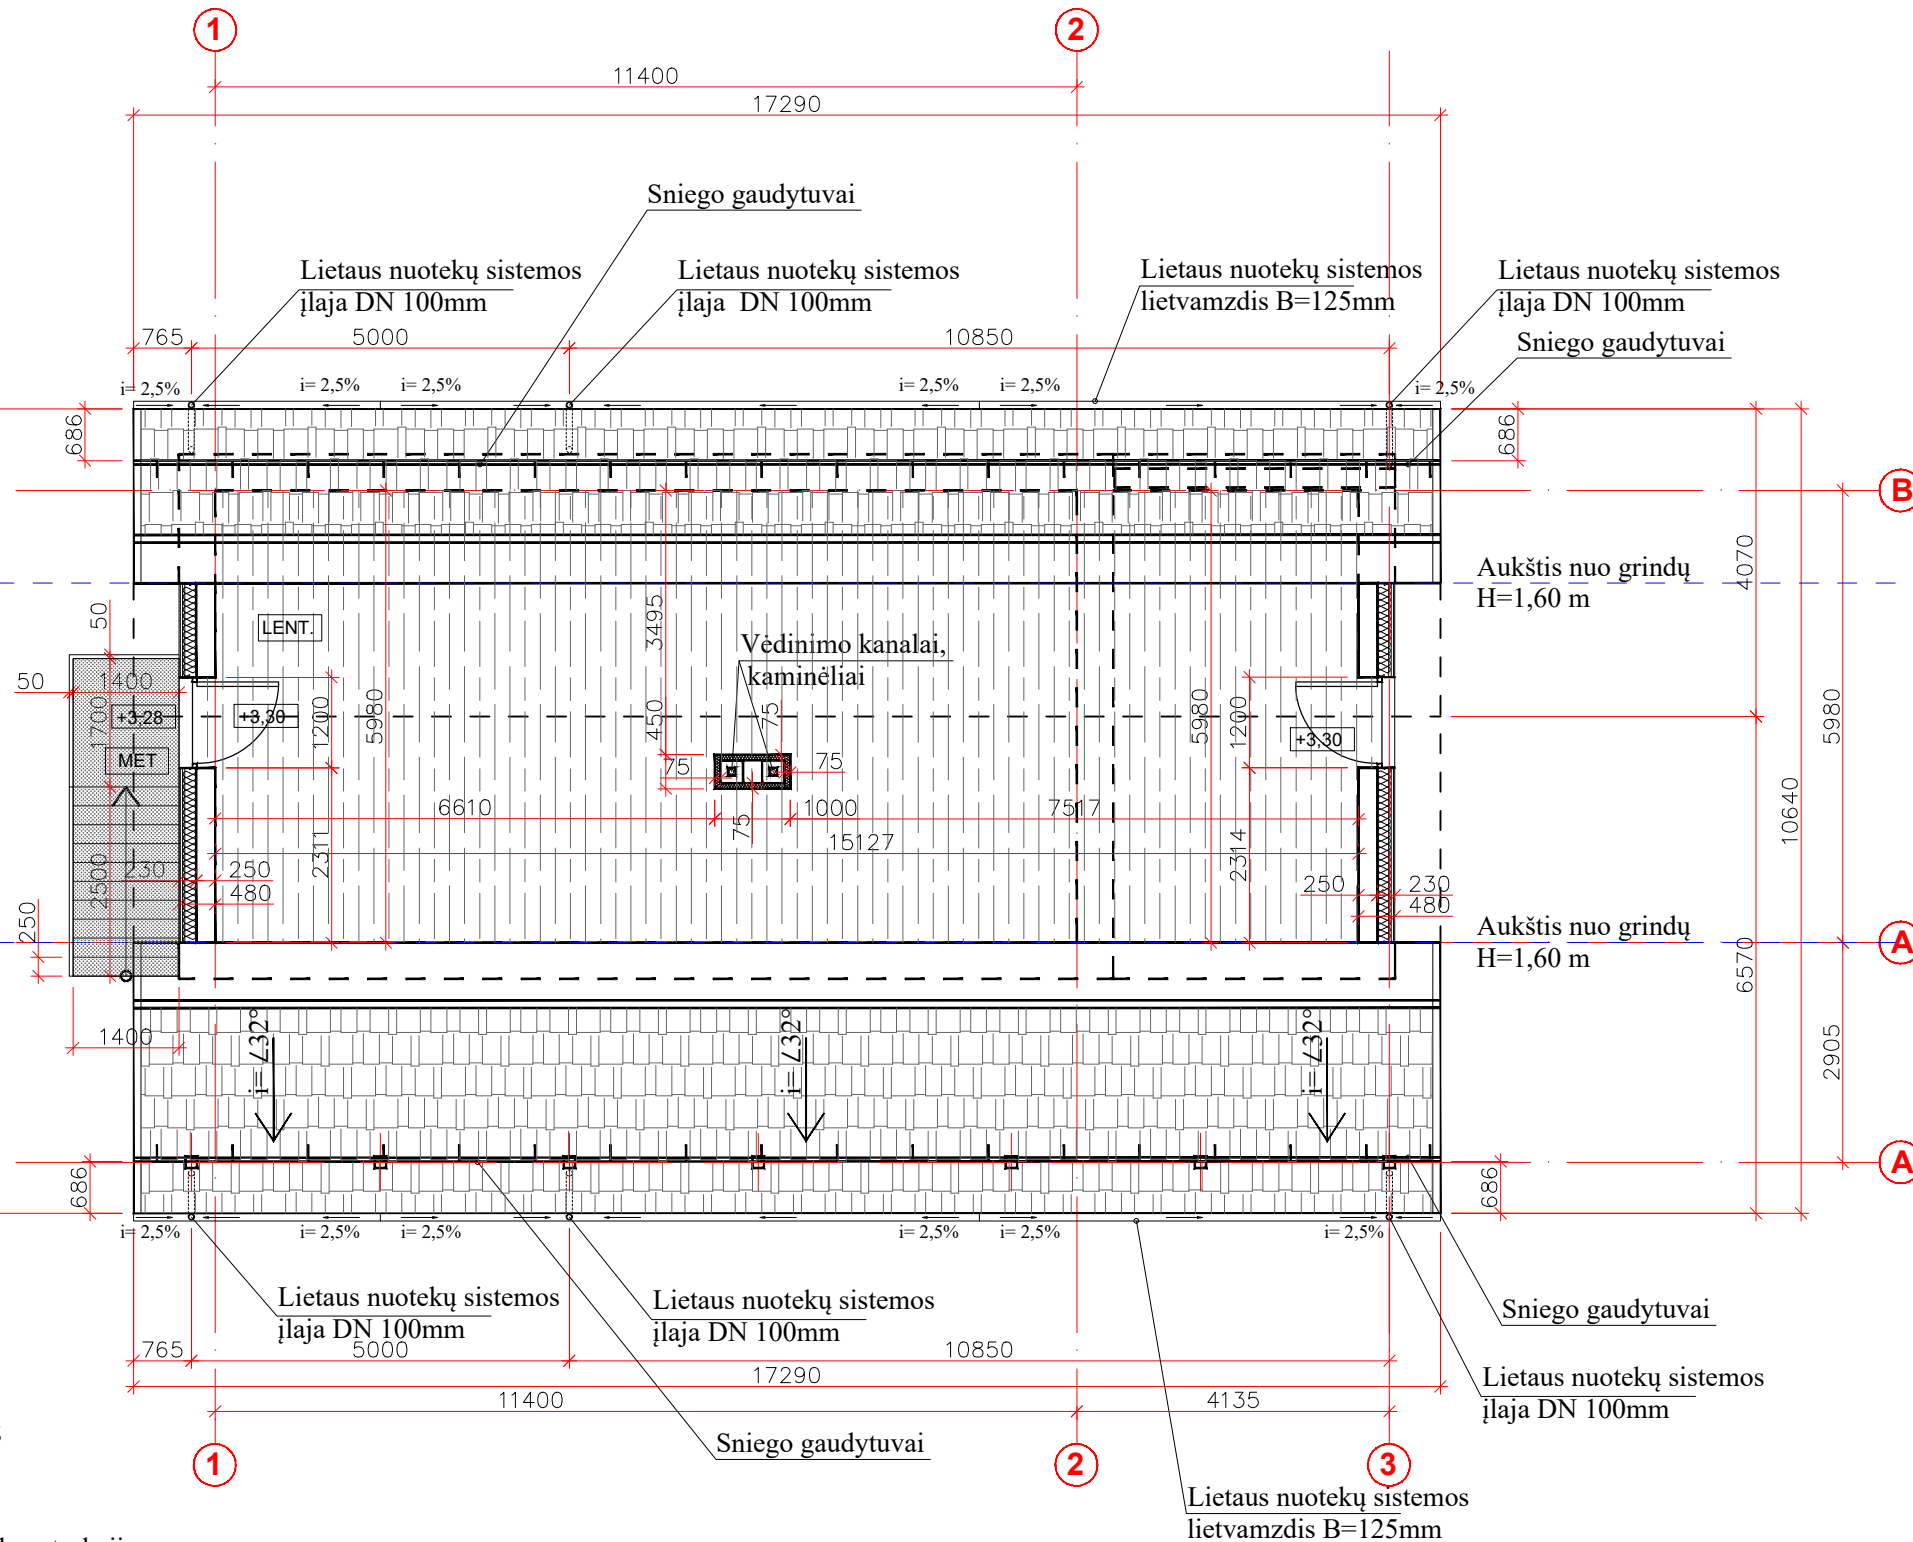 1
2
11400
17290
Sniego gaudytuvai
Lietaus nuotekų sistemos
įlaja DN 100mm
Lietaus nuotekų sistemos
įlaja DN 100mm
Lietaus nuotekų sistemos
lietvamzdis B=125mm
Lietaus nuotekų sistemos
įlaja DN 100mm
Sniego gaudytuvai
765
5000
10850
i= 2,5%
i= 2,5%
i= 2,5%
i= 2,5%
i= 2,5%
i= 2,5%
686
686
B
4070
Aukštis nuo grindų
H=1,60 m
50
LENT.
3495
Vėdinimo kanalai,
kaminėliai
50
1400
1700
+3.28
+3,30
1200
5980
450
75
5980
1200
+3,30
5980
MET
75
75
10640
6610
1000
7517
75
15127
2311
2314
2500
230
250
480
250
230
480
250
Aukštis nuo grindų
H=1,60 m
A
6570
1400
i= ∠32°
i= ∠32°
i= ∠32°
2905
A
686
686
i= 2,5%
i= 2,5%
i= 2,5%
i= 2,5%
i= 2,5%
i= 2,5%
Lietaus nuotekų sistemos
įlaja DN 100mm
Lietaus nuotekų sistemos
įlaja DN 100mm
Sniego gaudytuvai
765
5000
10850
17290
Lietaus nuotekų sistemos
įlaja DN 100mm
11400
4135
Sniego gaudytuvai
1
2
3
Lietaus nuotekų sistemos
lietvamzdis B=125mm